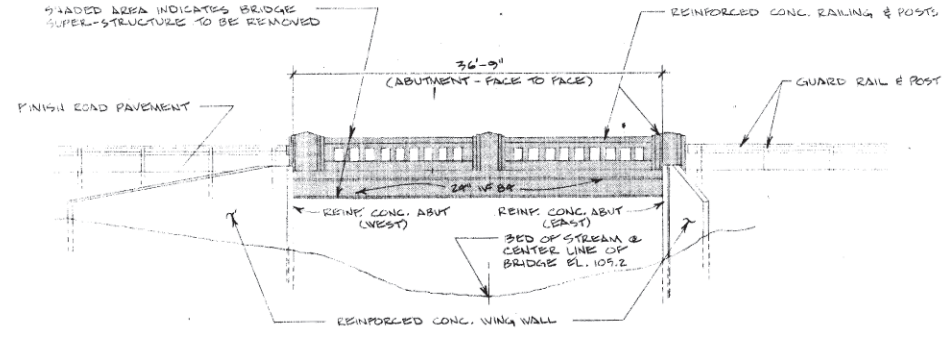 SHADED AREA INDICATES BRIDGE
SUPER-STRUCTURE TO BE REMOVED
REINFORCED CONC. RAILING & POSTS
36'-9"
(ABUTMENT - FACE TO FACE)
GUARD RAIL & POST
FINISH ROAD PAVEMENT
24" WF 84
REINF. CONC. ABUT
(WEST)
REINF. CONC. ABUT
(EAST)
BED OF STREAM @
CENTER LINE OF
BRIDGE EL. 105.2
REINFORCED CONC. WING WALL